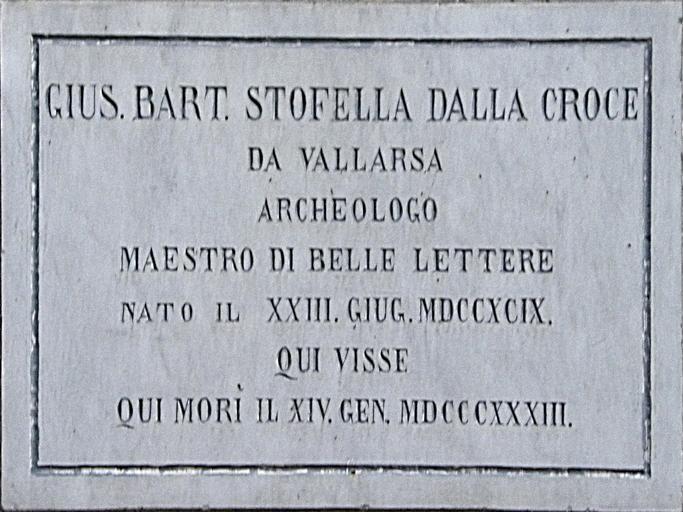 GIUS. BART. STOFELLA DALLA CROCE
DA VALLARSA
ARCHEOLOGO
MAESTRO DI BELLE LETTERE
NATO IL XXIII. GIUG. MDCCXCIX.
QUI VISSE
QUI MORÌ IL XIV. GEN. MDCCCXXXIII.